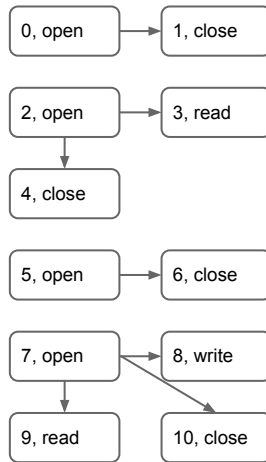 0, open
1, close
2, open
3, read
4, close
5, open
6, close
7, open
8, write
9, read
10, close